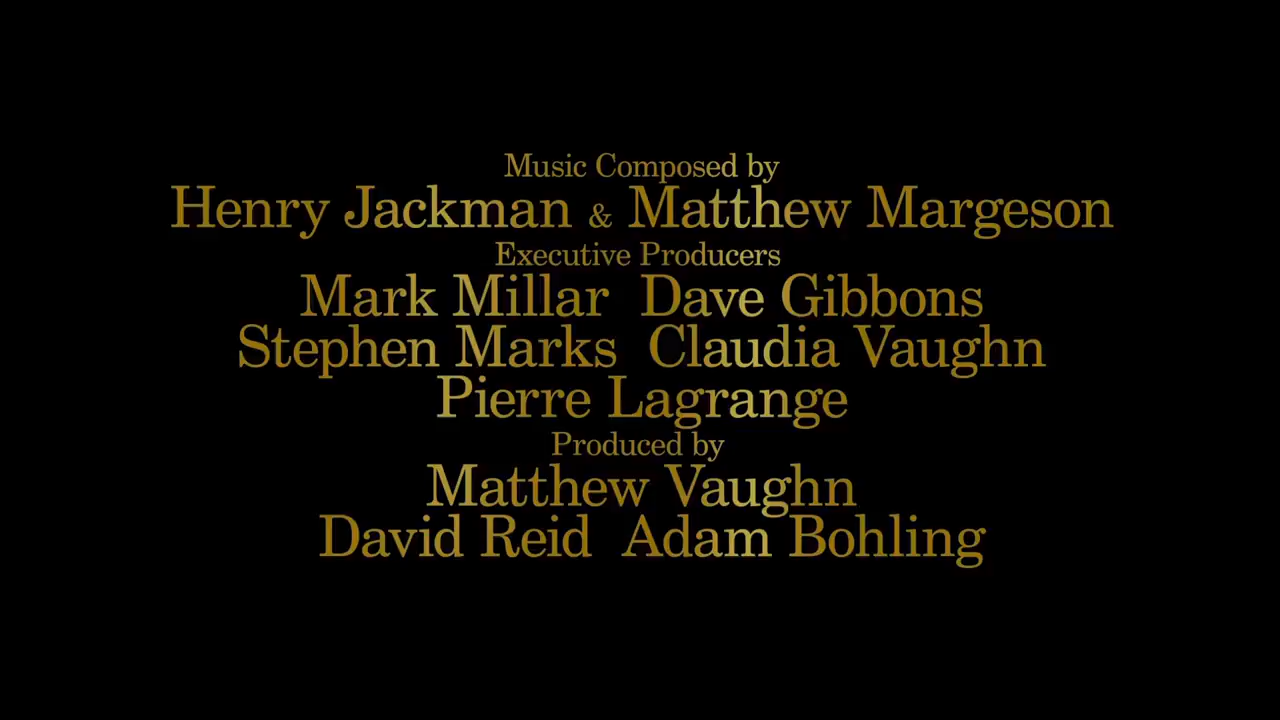 Music Composed by
Henry Jackman & Matthew Margeson
Executive Producers
Mark Millar  Dave Gibbons
Stephen Marks  Claudia Vaughn
Pierre Lagrange
Produced by
Matthew Vaughn
David Reid  Adam Bohling